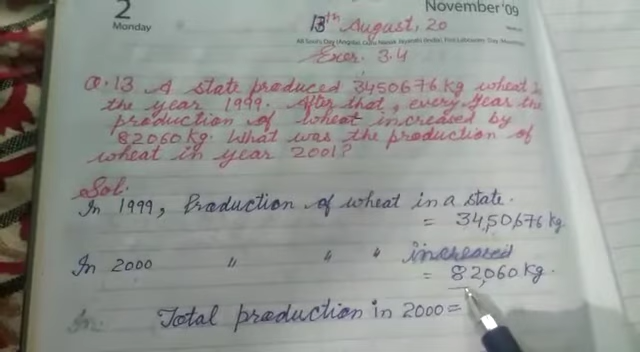 2
Monday
November'09
13th August, 20
Exer. 3.4
Q.13 A state produced 3450676 kg wheat in
the year 1999. After that, every year the
production of wheat increased by
82060 kg. What was the production of
wheat in year 2001?
Sol.
In 1999, Production of wheat in a state.
= 34,50,676 kg
In 2000 " " " increased
= 82,060 kg.
Total production in 2000 =